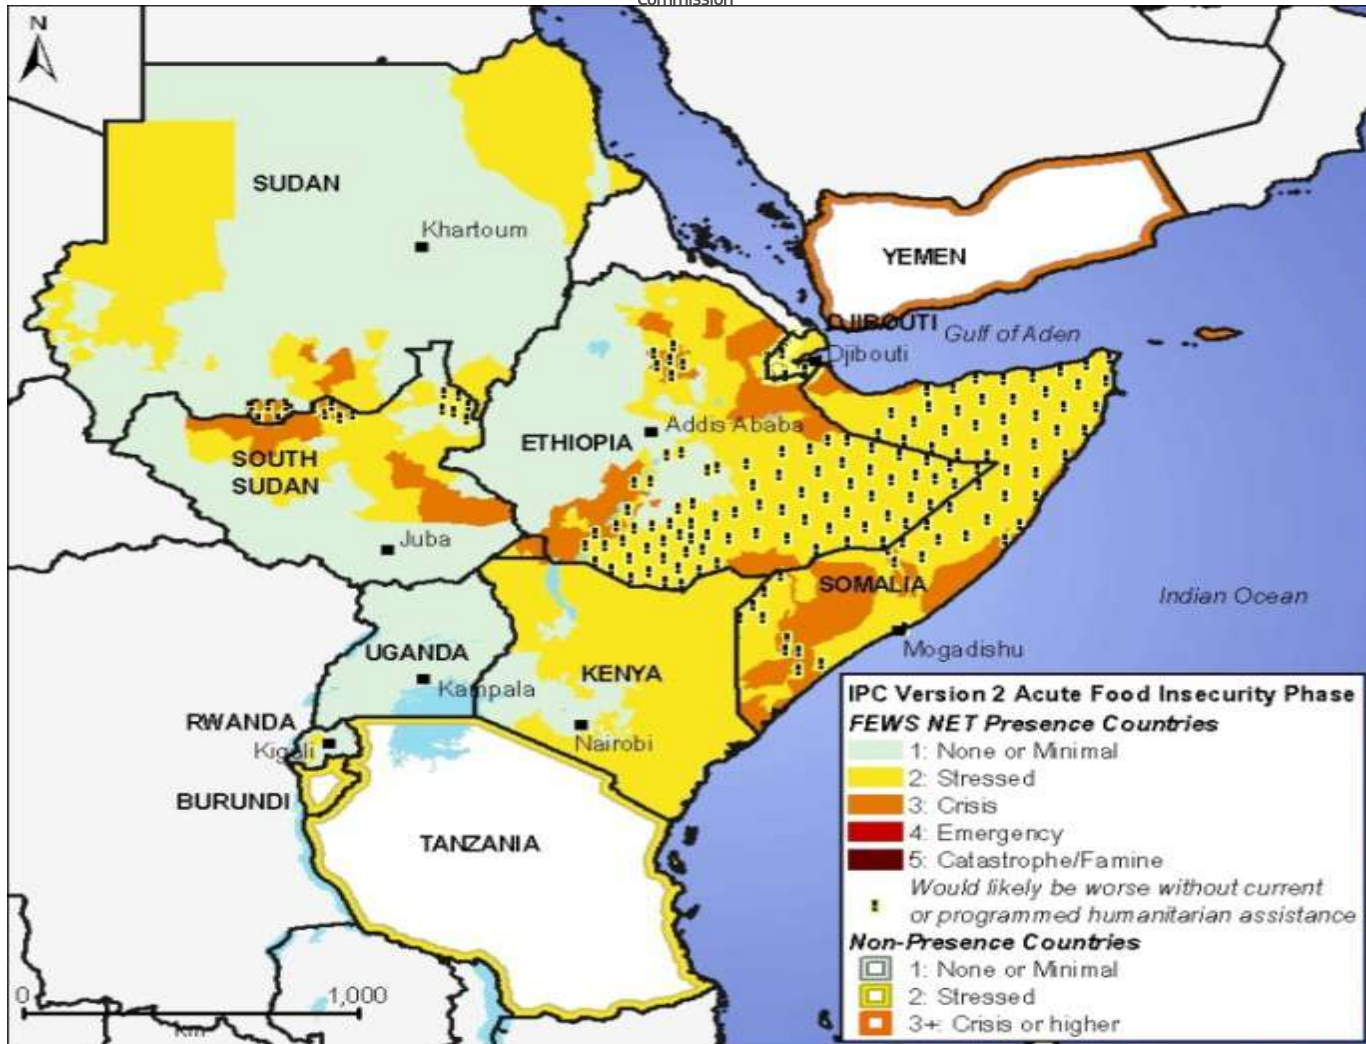 Commission
N
SUDAN
Khartoum
YEMEN
DJIBOUTI
Gulf of Aden
Djibouti
Addis Ababa
ETHIOPIA
SOUTH
SUDAN
Juba
SOMALIA
Indian Ocean
Mogadishu
UGANDA
KENYA
Kampala
RWANDA
Kigali
Nairobi
BURUNDI
TANZANIA
IPC Version 2 Acute Food Insecurity Phase
FEWS NET Presence Countries
1: None or Minimal
2: Stressed
3: Crisis
4: Emergency
5: Catastrophe/Famine
Would likely be worse without current
or programmed humanitarian assistance
Non-Presence Countries
1: None or Minimal
2: Stressed
3+: Crisis or higher
0 1,000
km